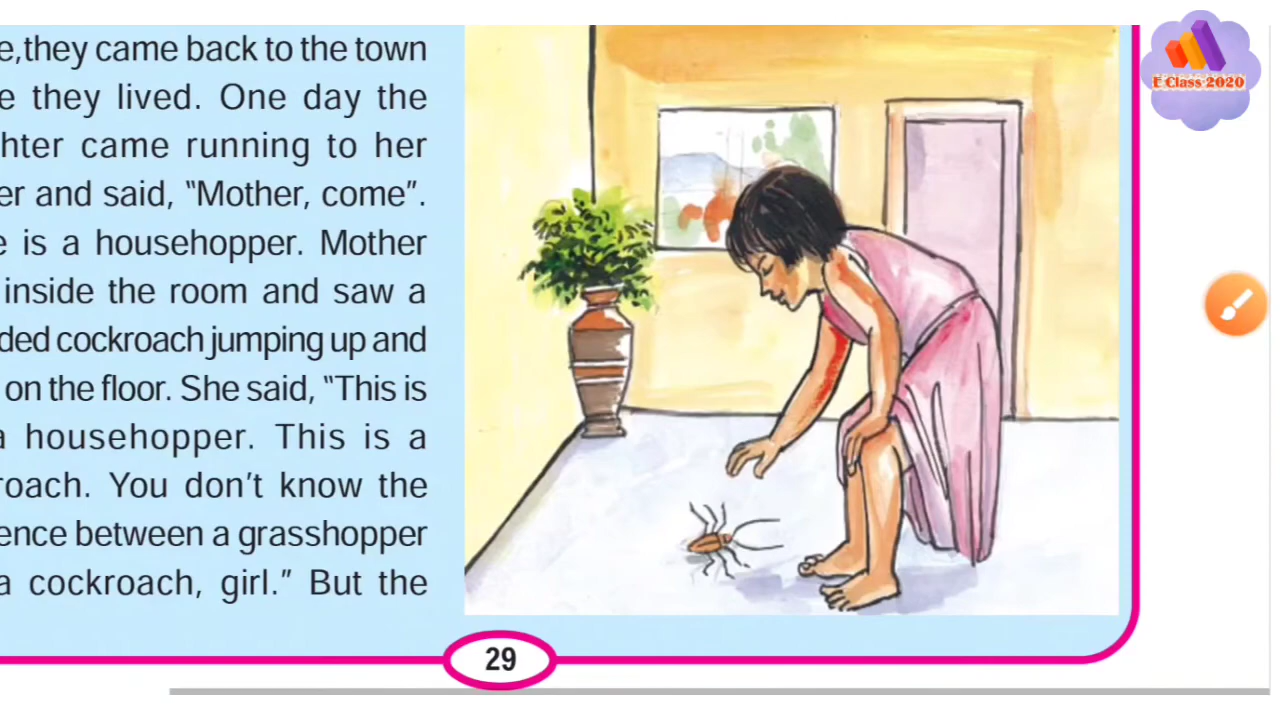 e,they came back to the town
e they lived. One day the
hter came running to her
er and said, "Mother, come".
e is a househopper. Mother
inside the room and saw a
ded cockroach jumping up and
on the floor. She said, "This is
a househopper. This is a
roach. You don't know the
ence between a grasshopper
a cockroach, girl." But the
29
E Class 2020